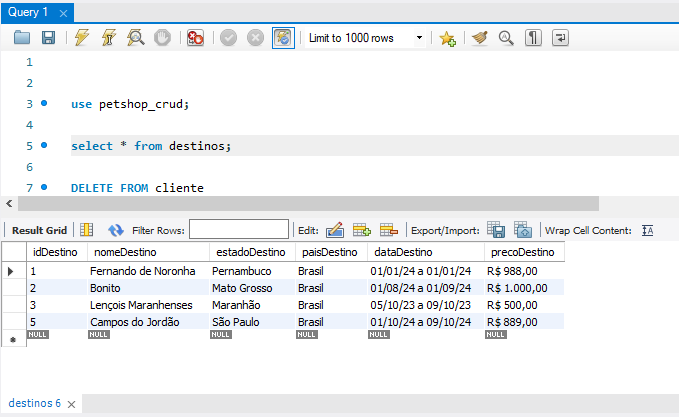 Query 1
Limit to 1000 rows
1
2
3 use petshop_crud;
4
5 select * from destinos;
6
7 DELETE FROM cliente
Result Grid Filter Rows: Edit: Export/Import: Wrap Cell Content: IA
idDestino nomeDestino estadoDestino paisDestino dataDestino precoDestino
1 Fernando de Noronha Pernambuco Brasil 01/01/24 a 01/01/24 R$ 988,00
2 Bonito Mato Grosso Brasil 01/08/24 a 01/09/24 R$ 1.000,00
3 Lençois Maranhenses Maranhão Brasil 05/10/23 a 09/10/23 R$ 500,00
5 Campos do Jordão São Paulo Brasil 01/10/24 a 09/10/24 R$ 889,00
NULL NULL NULL NULL NULL NULL
destinos 6